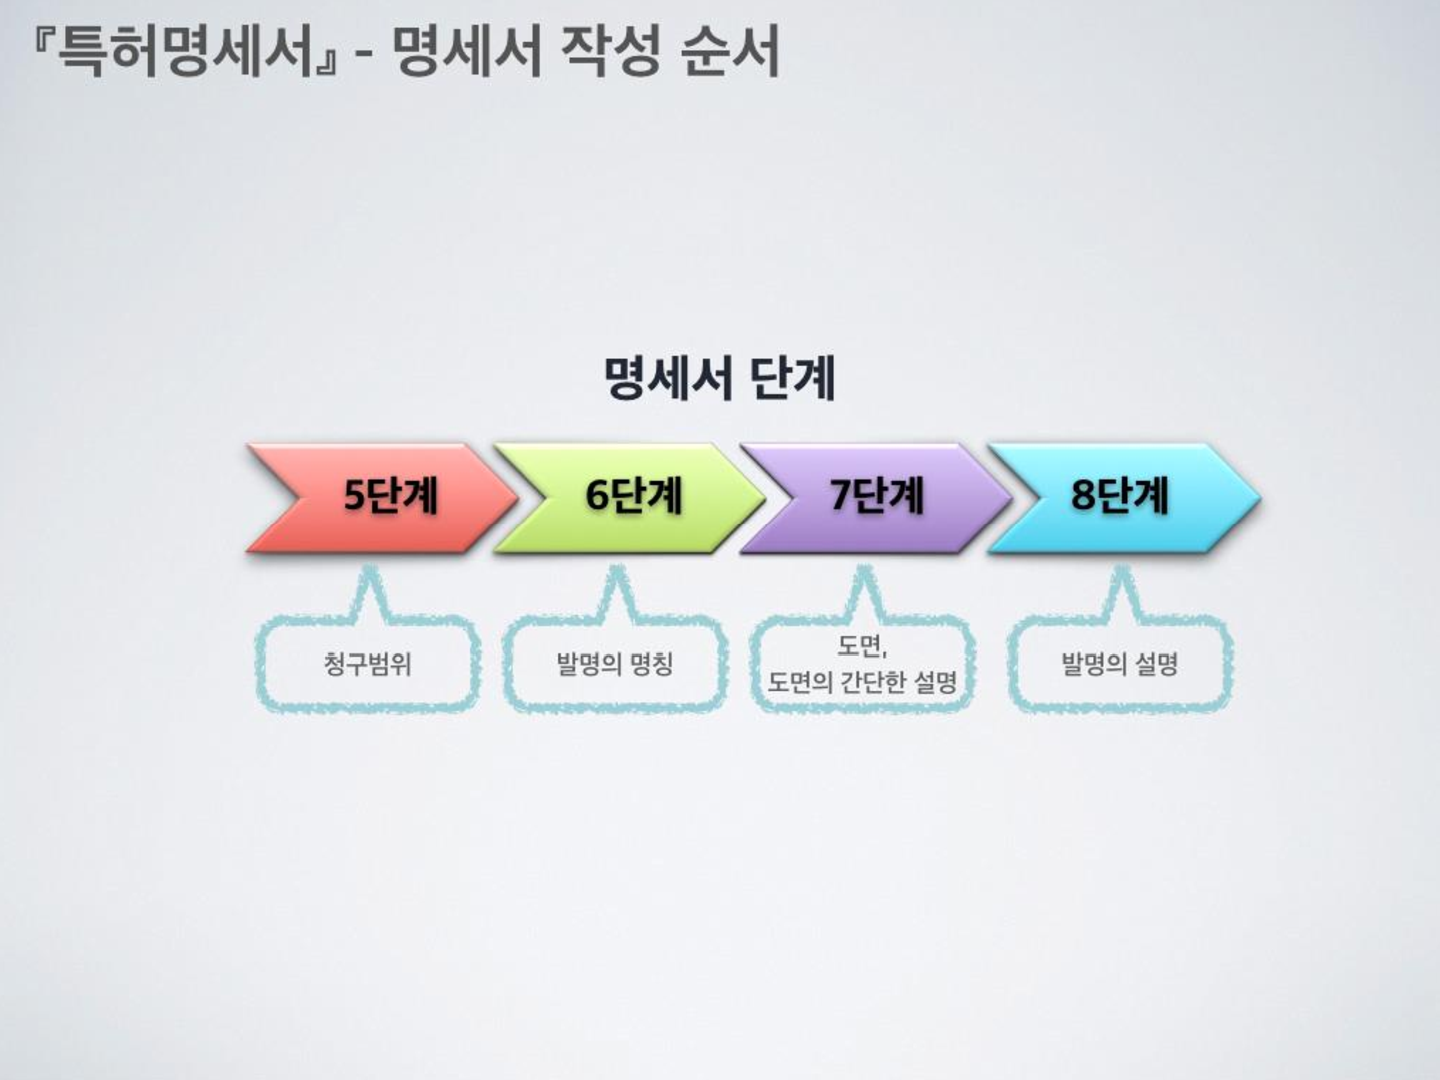 『특허명세서』 - 명세서 작성 순서
명세서 단계
5단계
6단계
7단계
8단계
청구범위
발명의 명칭
도면,
도면의 간단한 설명
발명의 설명